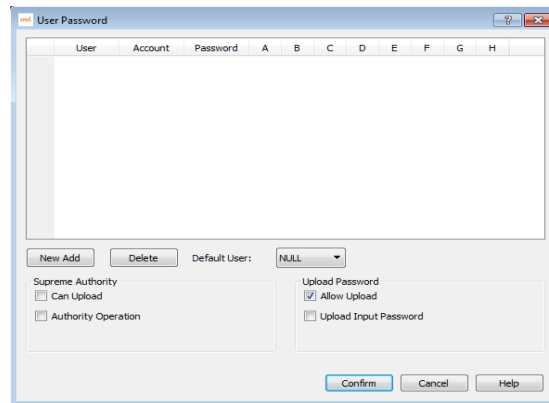 User Password
User Account Password A B C D E F G H
New Add Delete Default User: NULL
Supreme Authority Upload Password
Can Upload Allow Upload
Authority Operation Upload Input Password
Confirm Cancel Help